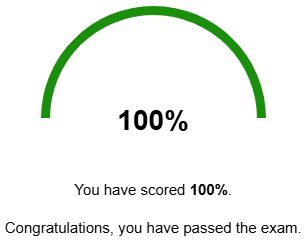 100%
You have scored 100%.
Congratulations, you have passed the exam.